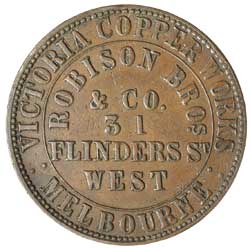 VICTORIA COPPER WORKS
ROBISON BROS
& CO.
31
FLINDERS ST
WEST
· MELBOURNE ·